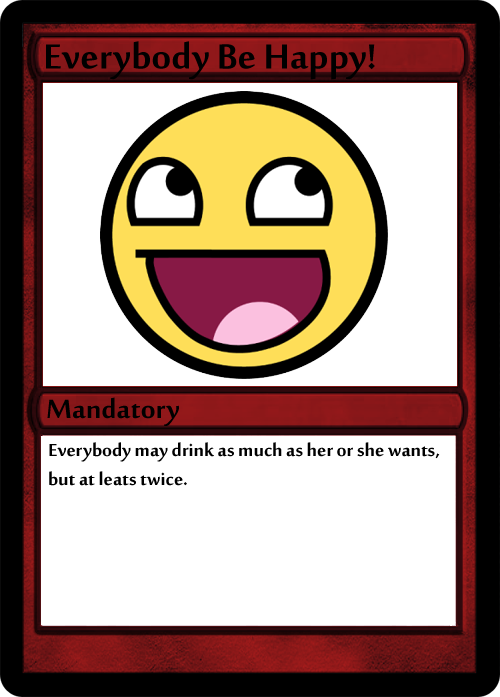 Everybody Be Happy!
Mandatory
Everybody may drink as much as her or she wants,
but at leats twice.